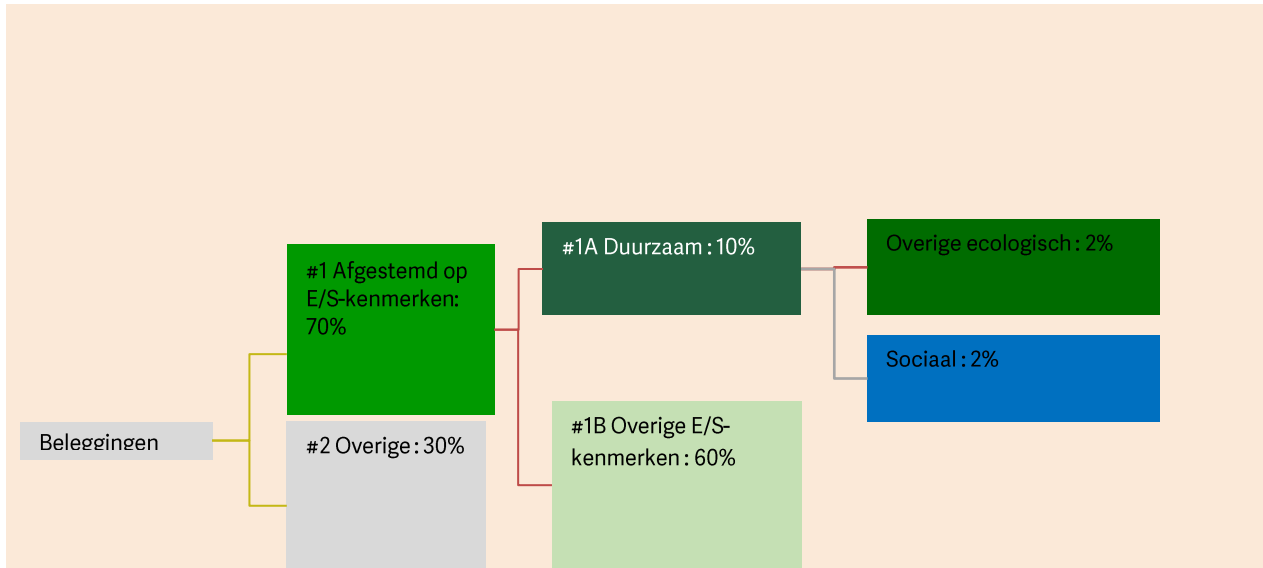 Beleggingen
#1 Afgestemd op
E/S-kenmerken:
70%
#2 Overige : 30%
#1A Duurzaam : 10%
#1B Overige E/S-
kenmerken : 60%
Overige ecologisch : 2%
Sociaal : 2%